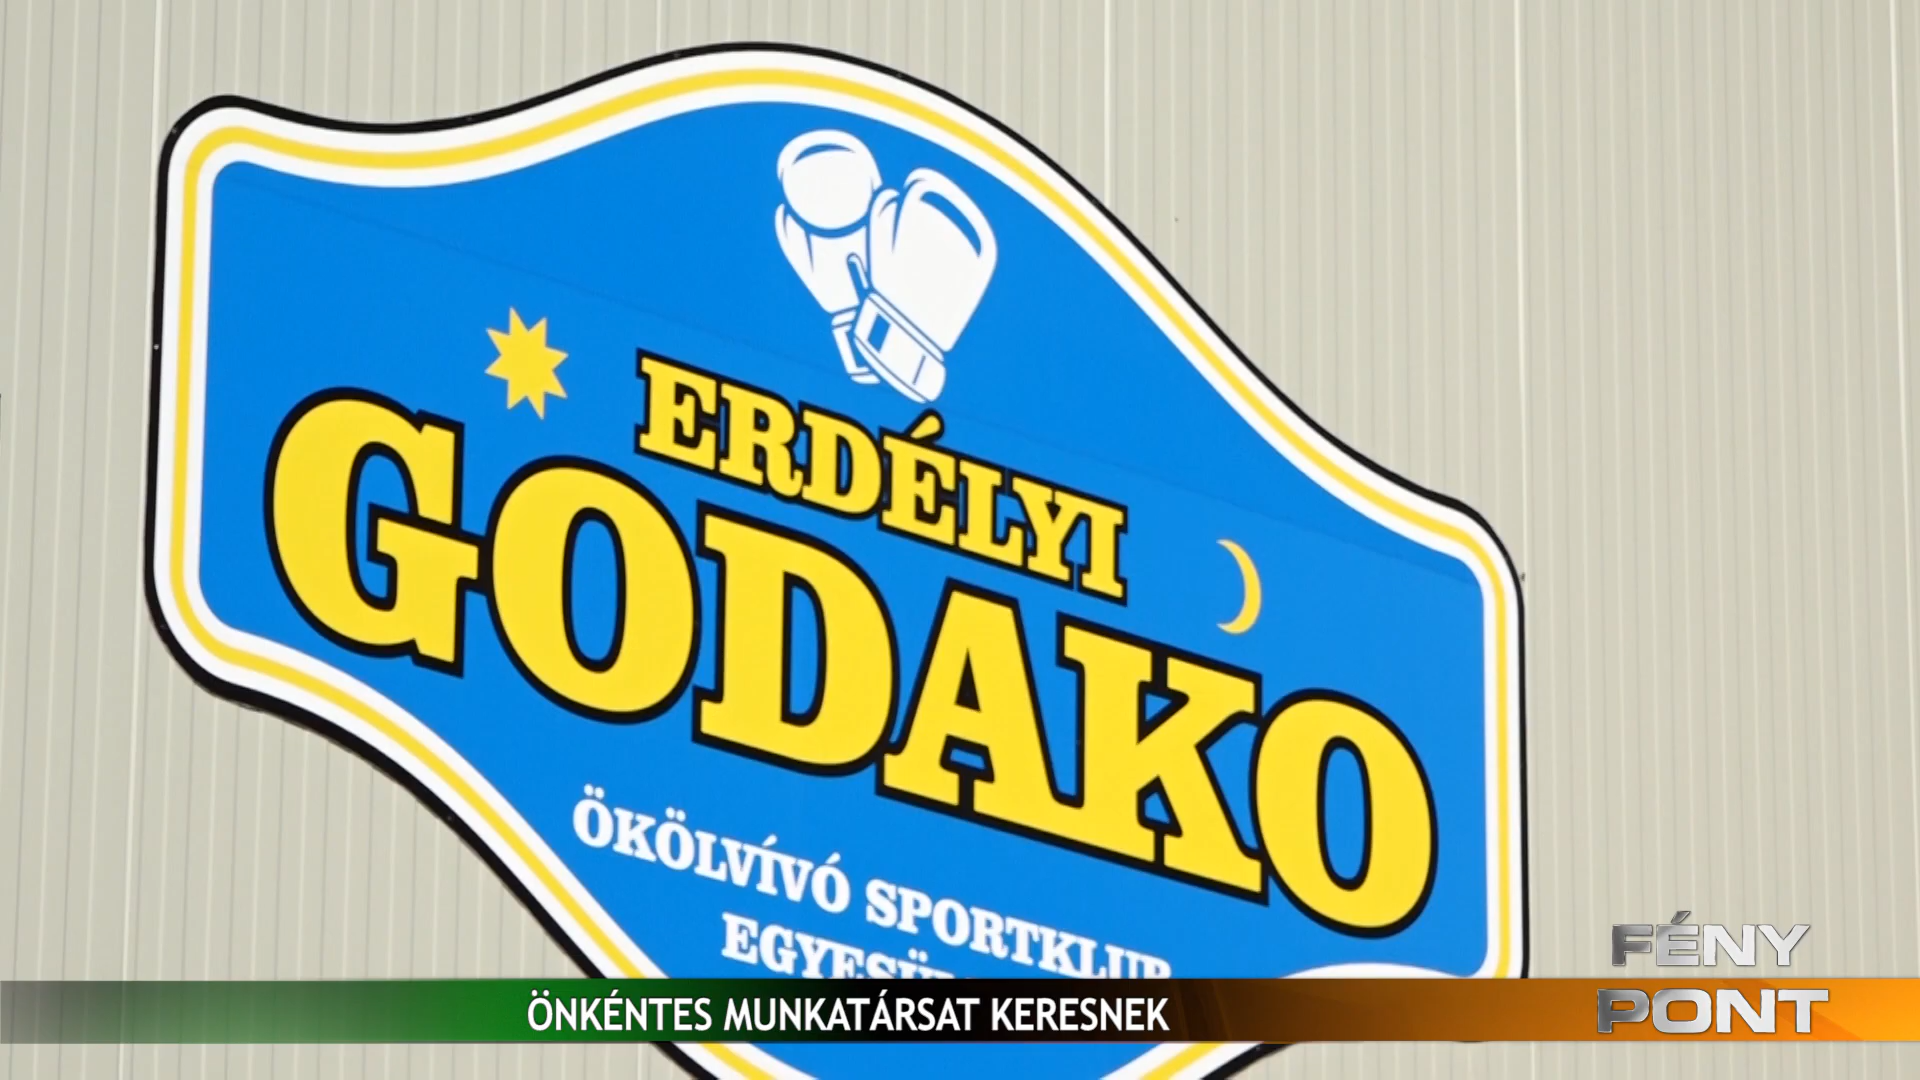 ERDÉLYI
GODAKO
ÖKÖLVÍVÓ SPORTKLUB
ÖNKÉNTES MUNKATÁRSAT KERESNEK
FÉNY
PONT